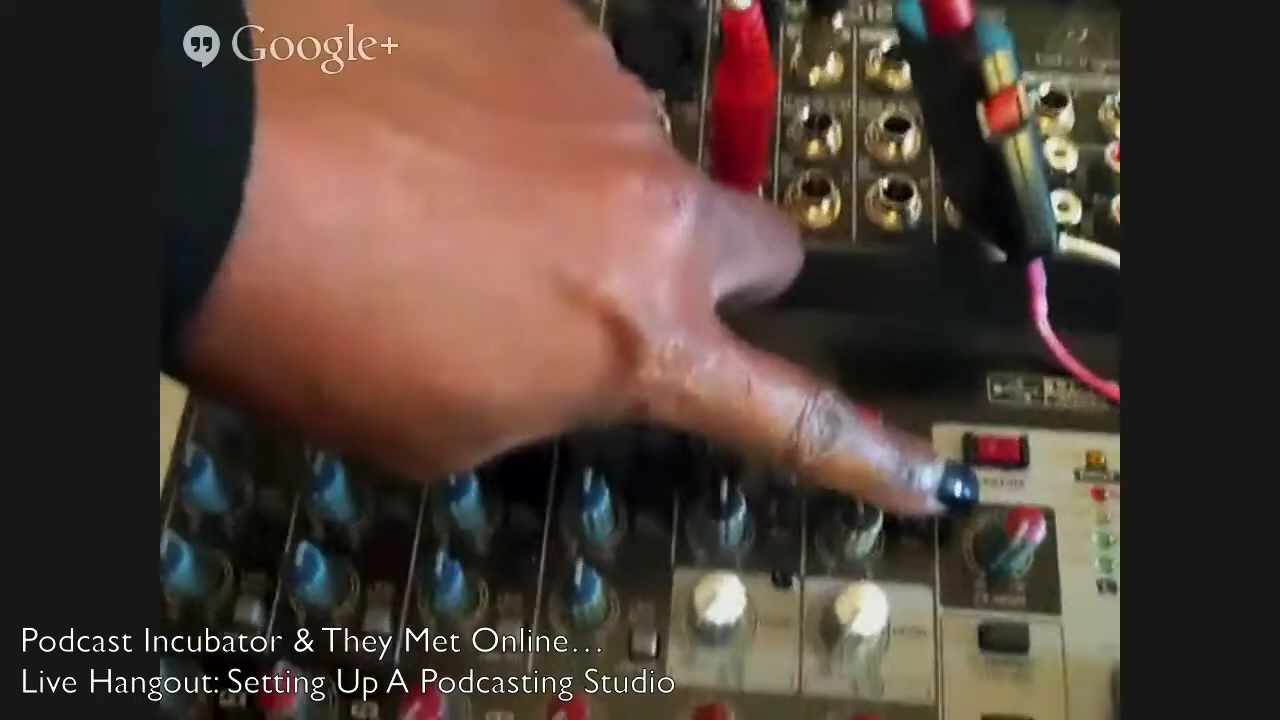 Google+
Podcast Incubator & They Met Online...
Live Hangout: Setting Up A Podcasting Studio